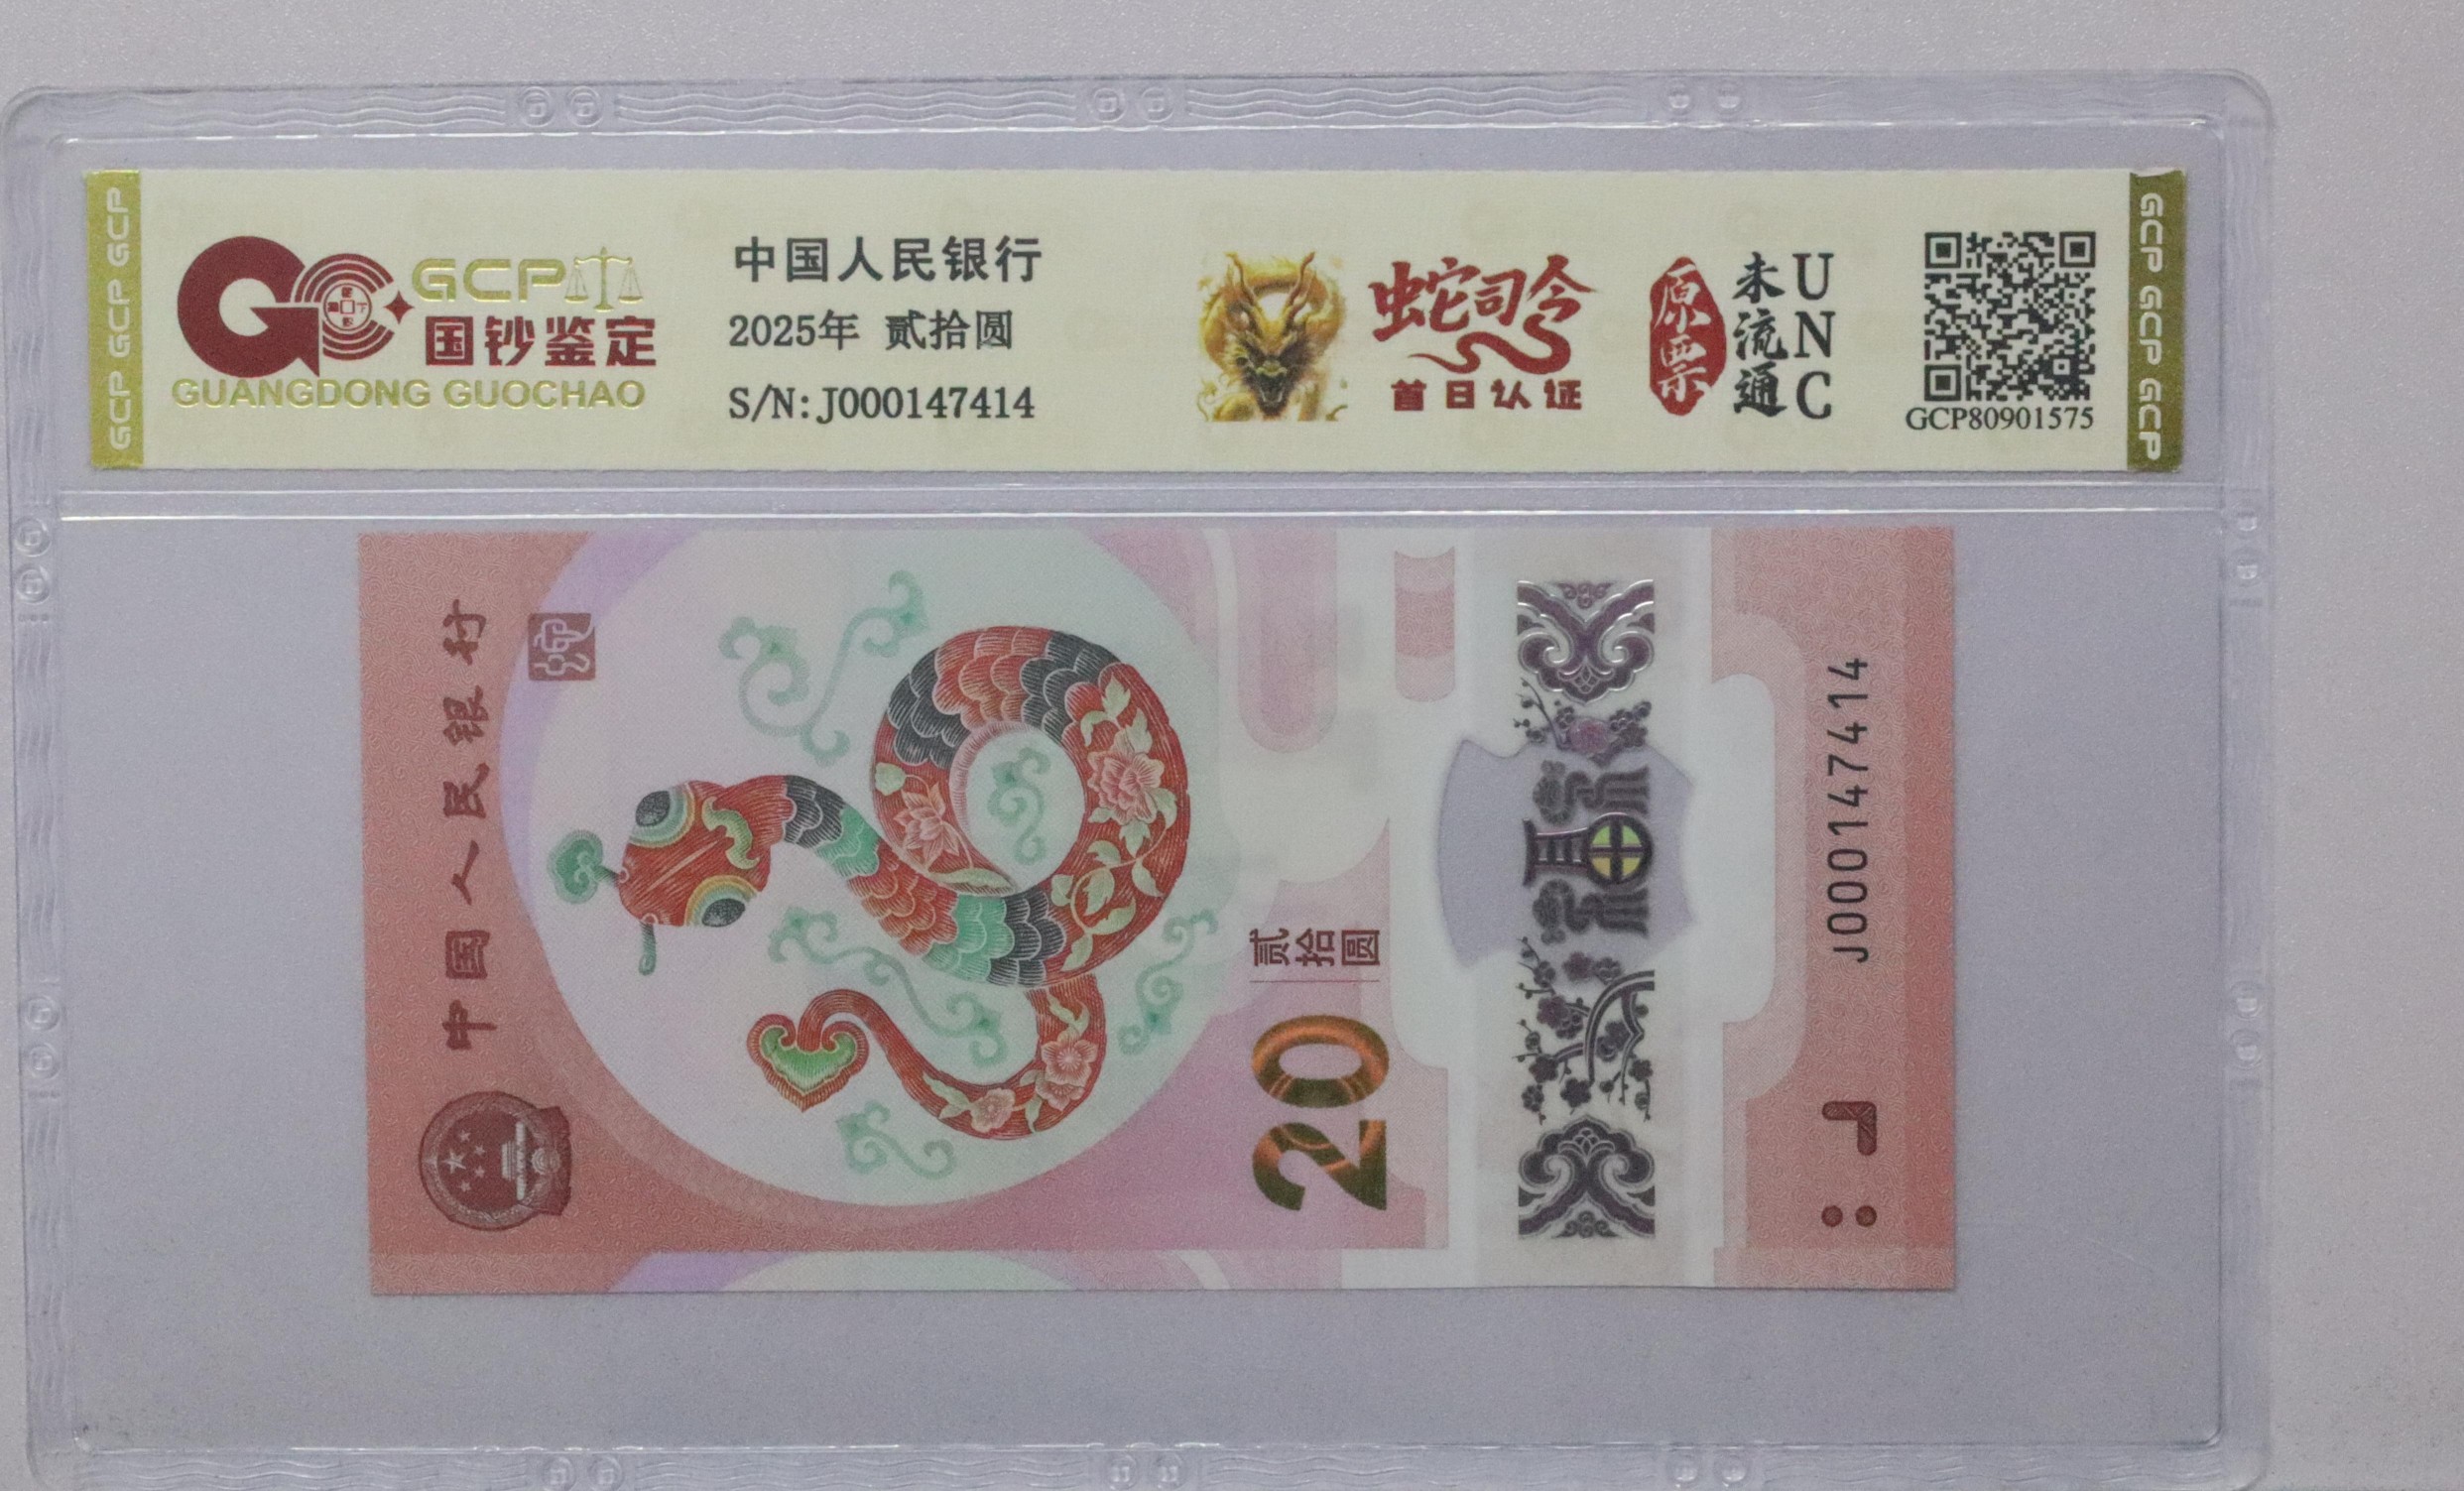 GCP GCP GCP
GCP
国钞鉴定
GUANGDONG GUOCHAO
中国人民银行
2025年 贰拾圆
S/N: J000147414
蛇司令
首日认证
原票
未流通
UNC
GCP80901575
GCP GCP GCP
中国人民银行
20
贰拾圆
福
J000147414